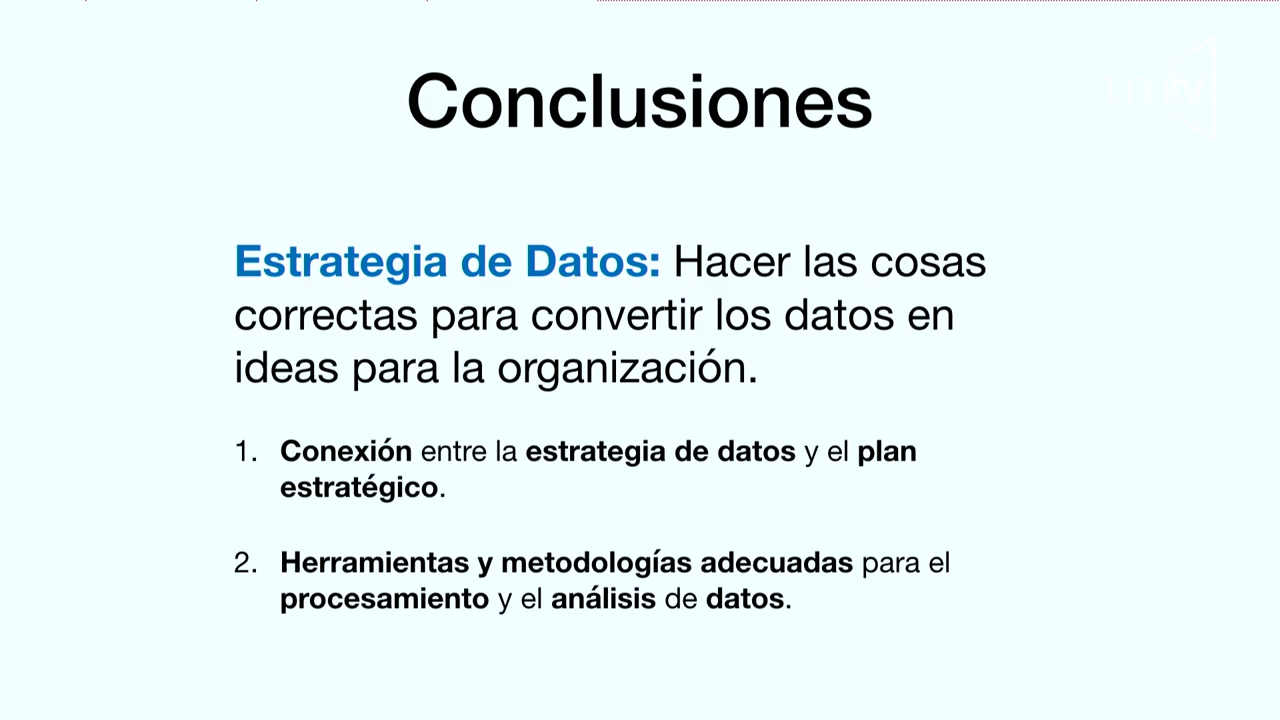 Conclusiones
Estrategia de Datos: Hacer las cosas
correctas para convertir los datos en
ideas para la organización.
1. Conexión entre la estrategia de datos y el plan
estratégico.
2. Herramientas y metodologías adecuadas para el
procesamiento y el análisis de datos.